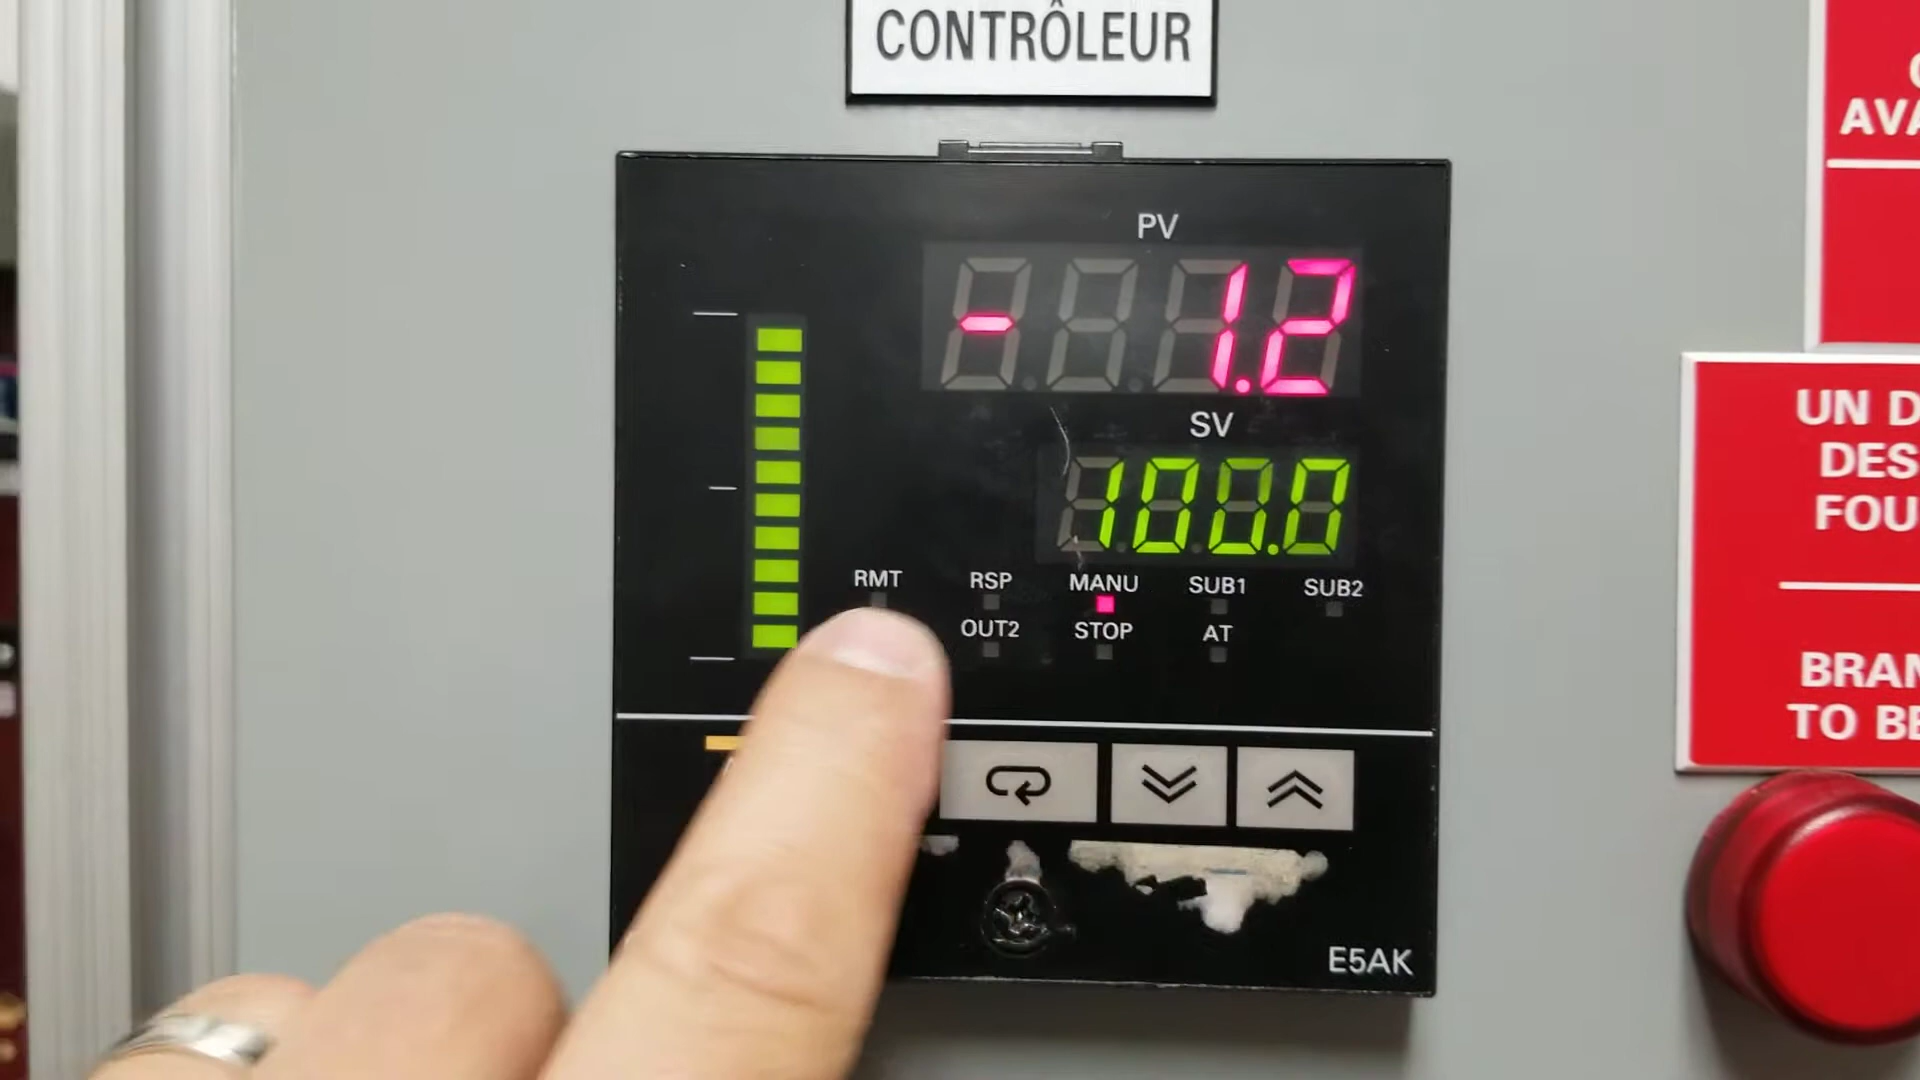 CONTRÔLEUR
PV
- 1.2
SV
100.0
RMT RSP MANU SUB1 SUB2
OUT2 STOP AT
E5AK
AVA
UN D
DES
FOU
BRAN
TO BE